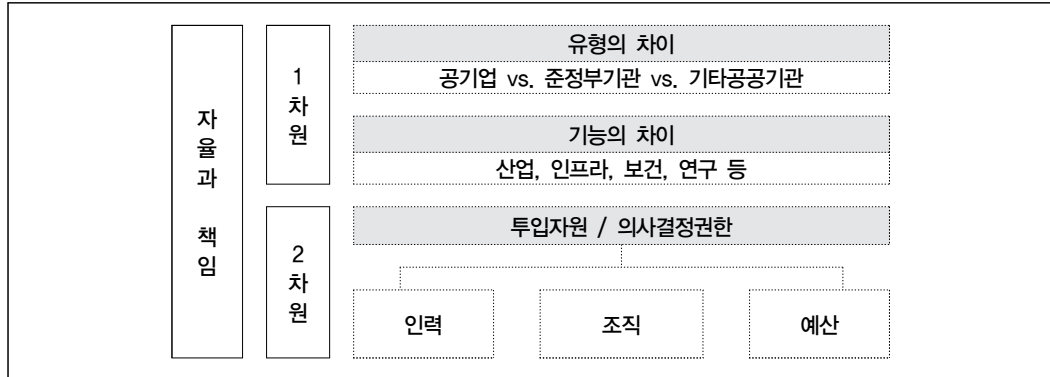 자율과 책임
1차원
유형의 차이
공기업 vs. 준정부기관 vs. 기타공공기관
기능의 차이
산업, 인프라, 보건, 연구 등
2차원
투입자원 / 의사결정권한
인력
조직
예산